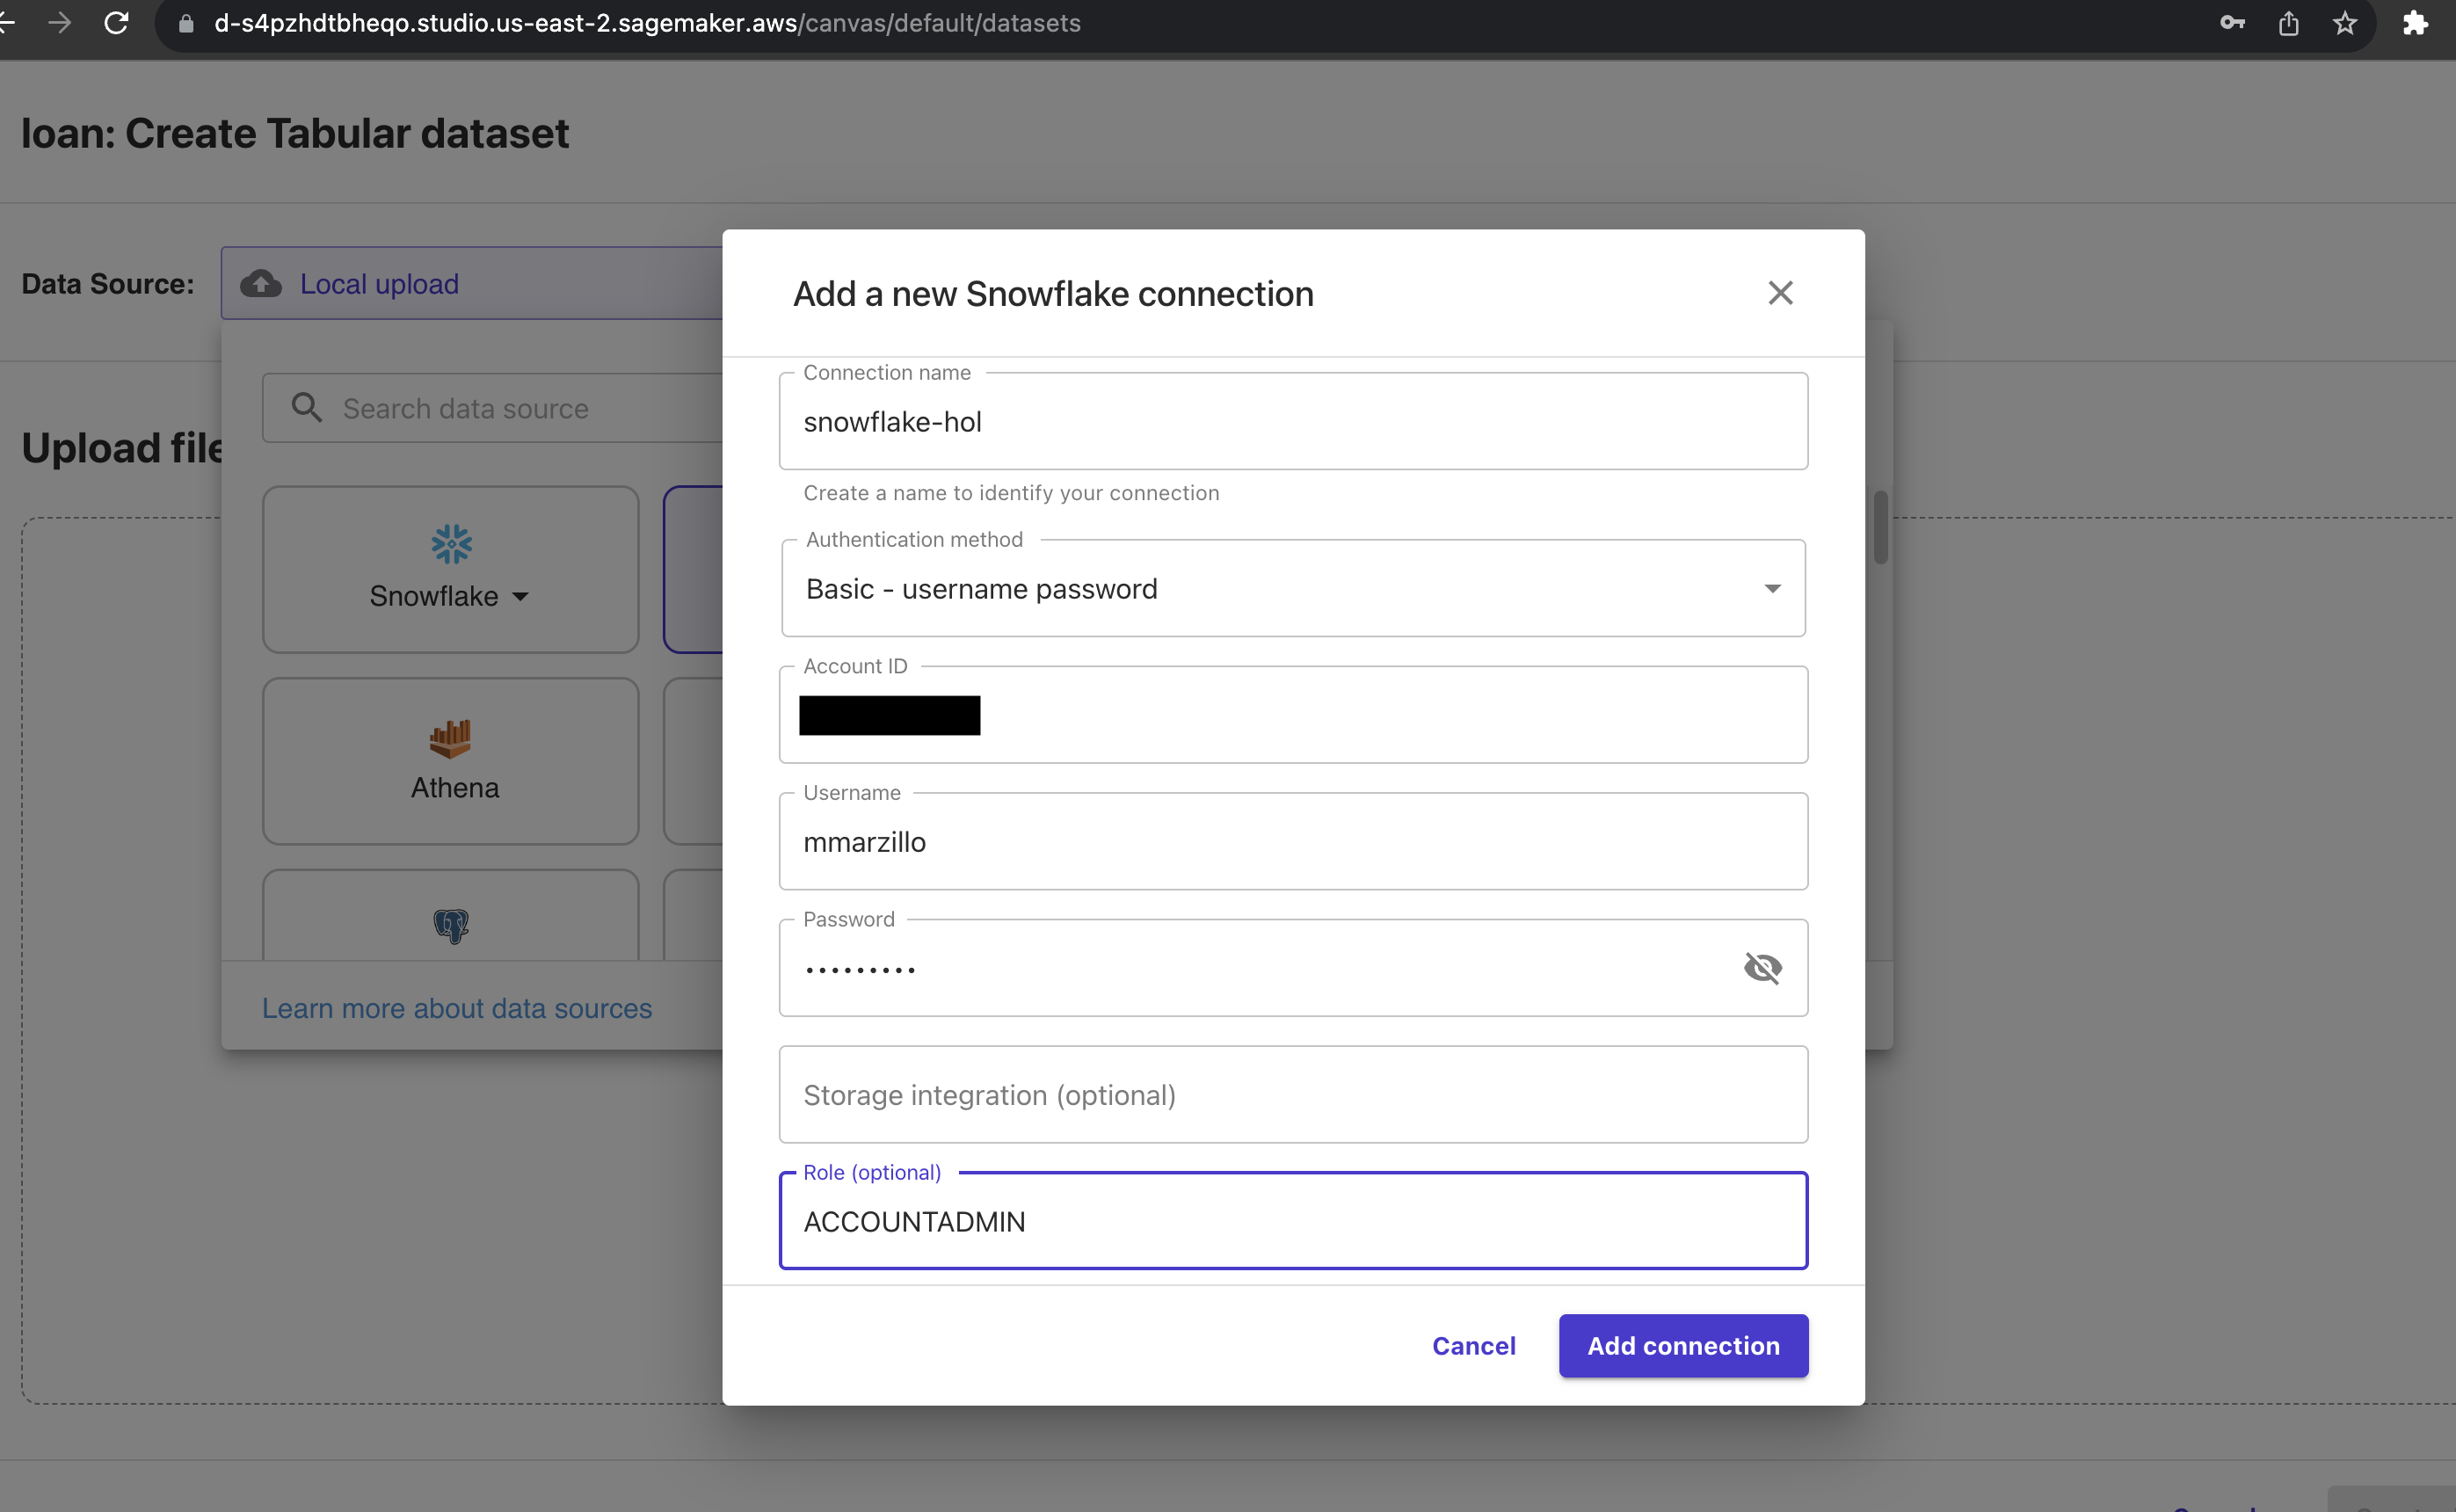 d-s4pzhdtbheqo.studio.us-east-2.sagemaker.aws/canvas/default/datasets
loan: Create Tabular dataset
Data Source:
Local upload
Search data source
Upload file
Snowflake
Athena
Learn more about data sources
Add a new Snowflake connection
Connection name
snowflake-hol
Create a name to identify your connection
Authentication method
Basic - username password
Account ID
Username
mmarzillo
Password
•••••••••
Storage integration (optional)
Role (optional)
ACCOUNTADMIN
Cancel
Add connection